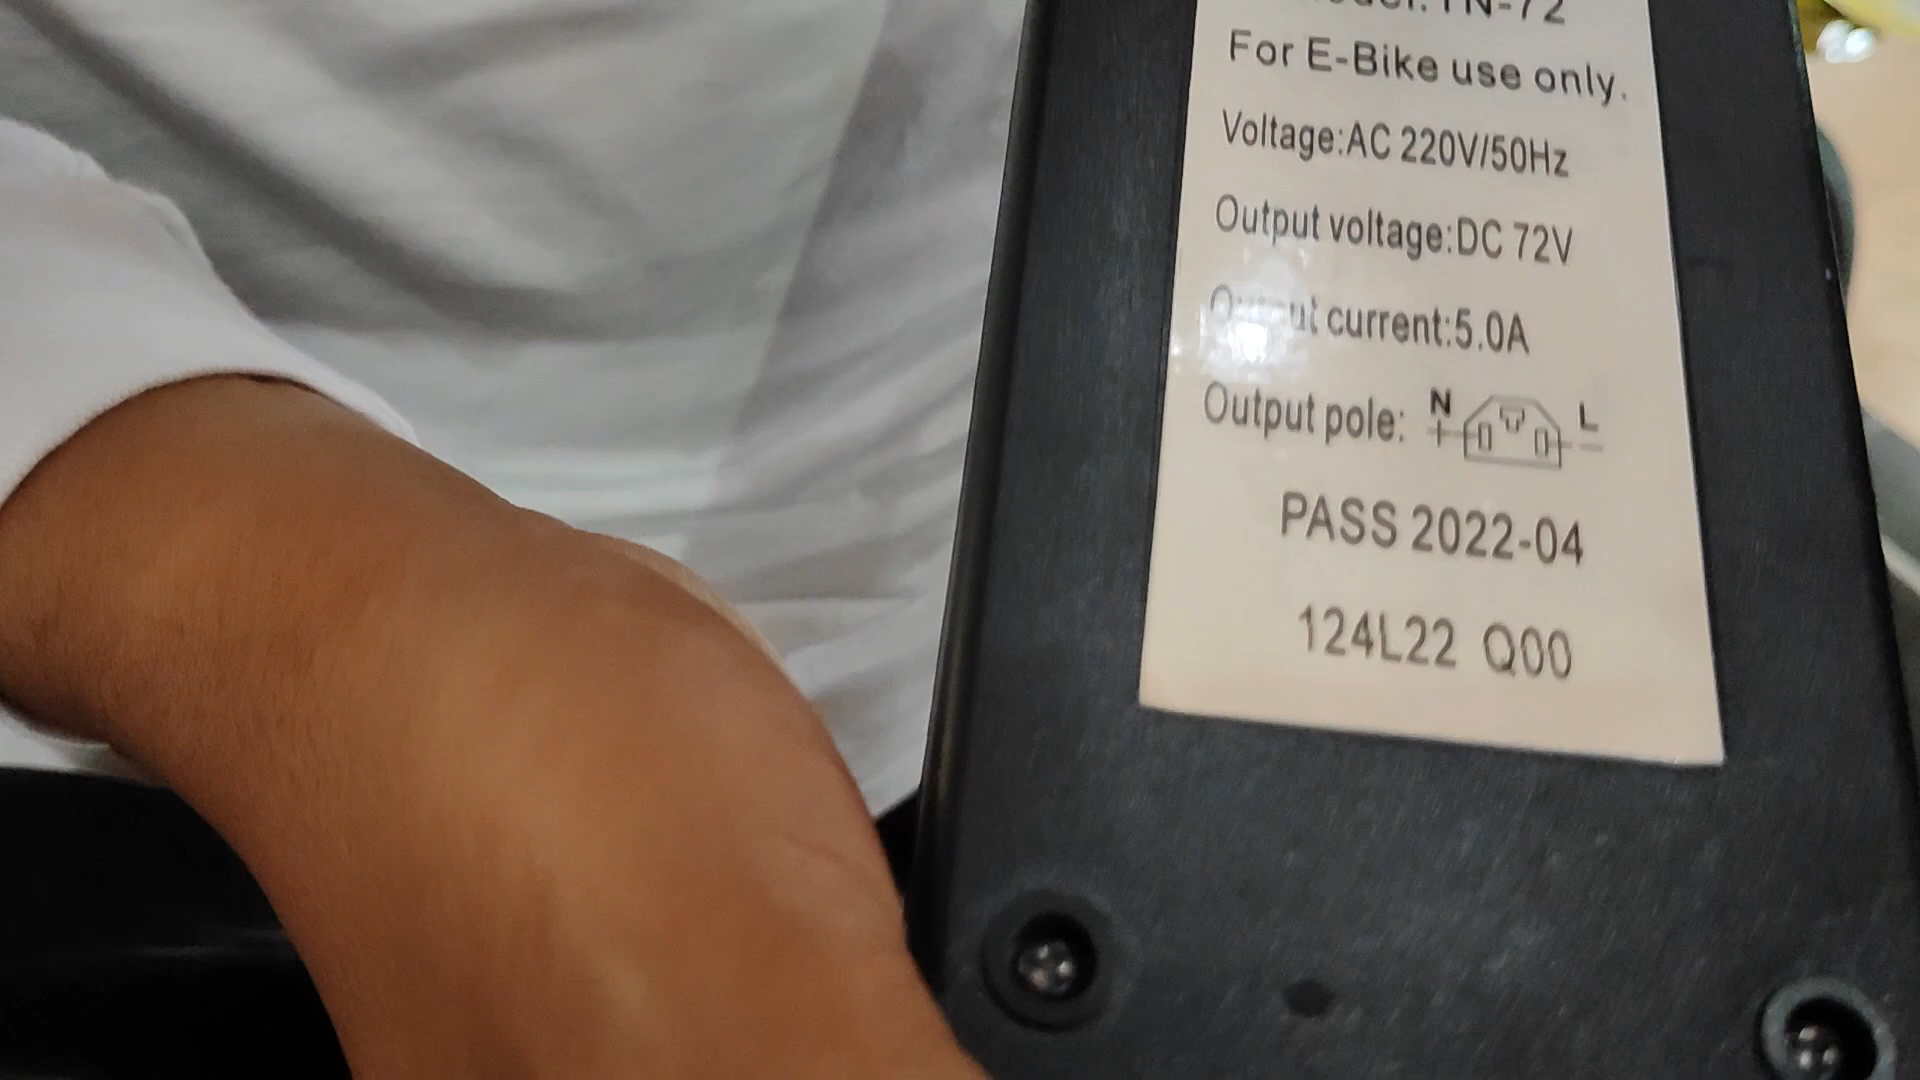 For E-Bike use only.
Voltage:AC 220V/50Hz
Output voltage:DC 72V
Output current:5.0A
Output pole: N + L -
PASS 2022-04
124L22 Q00